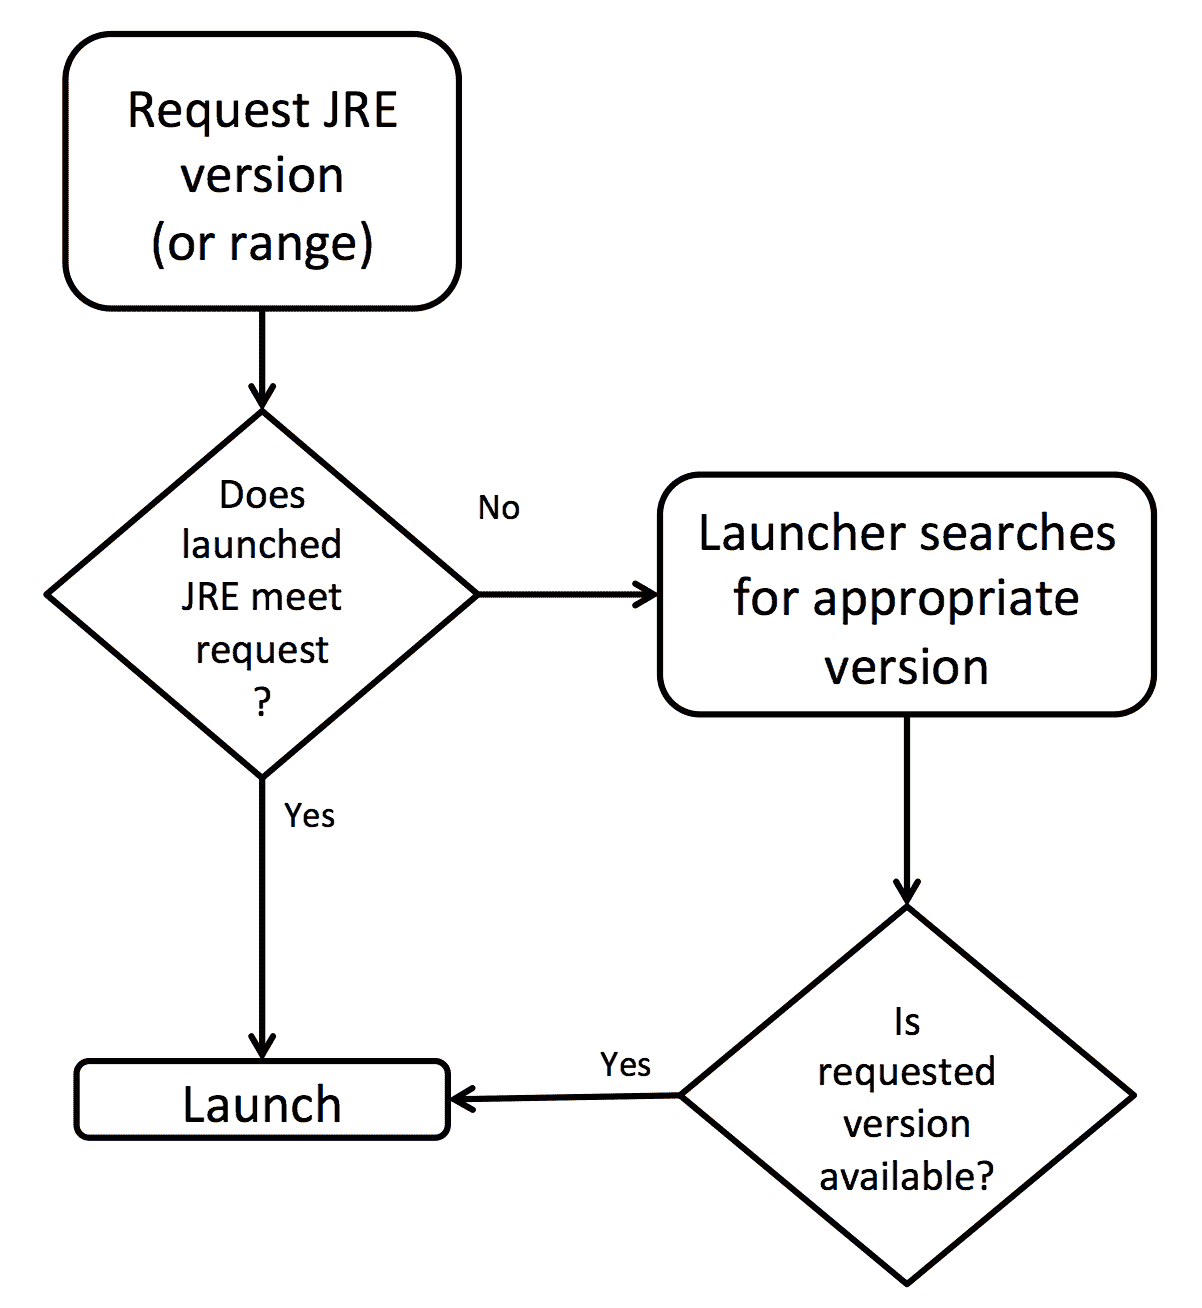 Request JRE
version
(or range)
Does
launched
JRE meet
request
?
No
Launcher searches
for appropriate
version
Yes
Is
requested
version
available?
Yes
Launch